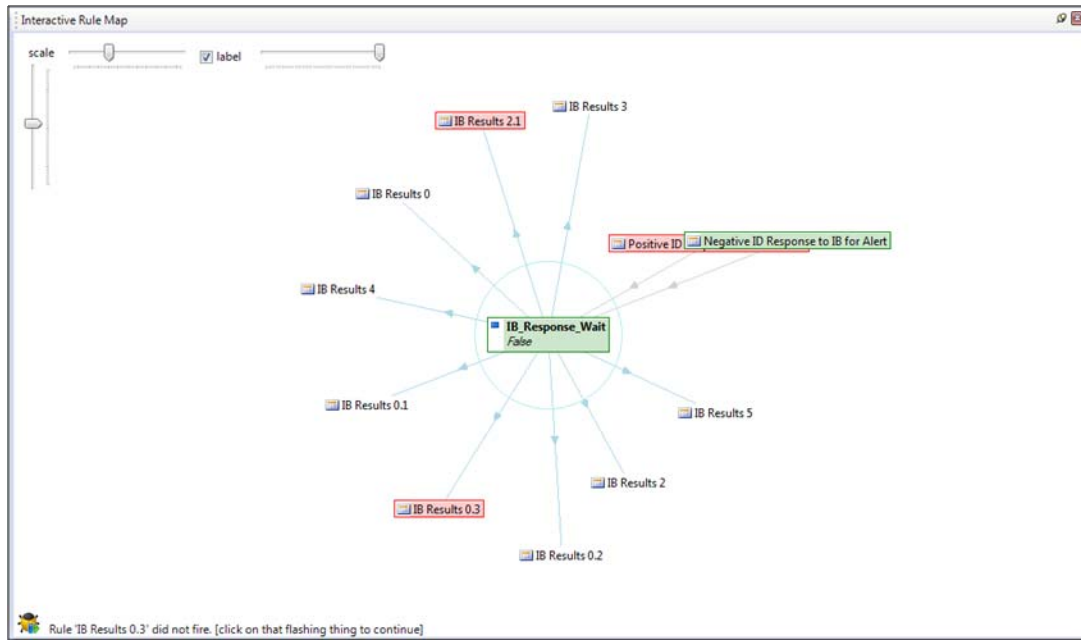 Interactive Rule Map
scale
label
IB Results 3
IB Results 2.1
IB Results 0
Positive ID
Negative ID Response to IB for Alert
IB Results 4
IB_Response_Wait
False
IB Results 0.1
IB Results 5
IB Results 2
IB Results 0.3
IB Results 0.2
Rule 'IB Results 0.3' did not fire. [click on that flashing thing to continue]